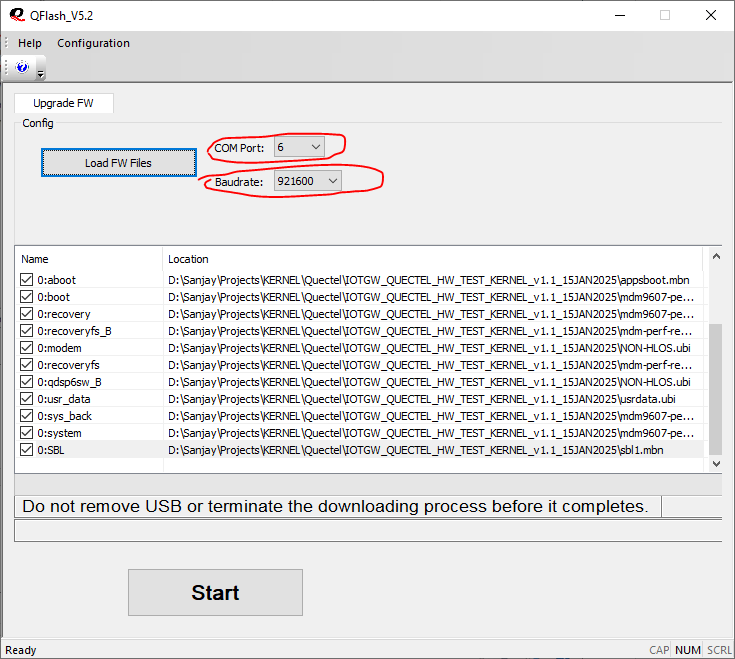 QFlash_V5.2
Help Configuration
Upgrade FW
Config
Load FW Files
COM Port: 6
Baudrate: 921600
Name Location
0:aboot D:\Sanjay\Projects\KERNEL\Quectel\IOTGW_QUECTEL_HW_TEST_KERNEL_v1.1_15JAN2025\appsboot.mbn
0:boot D:\Sanjay\Projects\KERNEL\Quectel\IOTGW_QUECTEL_HW_TEST_KERNEL_v1.1_15JAN2025\mdm9607-pe...
0:recovery D:\Sanjay\Projects\KERNEL\Quectel\IOTGW_QUECTEL_HW_TEST_KERNEL_v1.1_15JAN2025\mdm9607-pe...
0:recoveryfs_B D:\Sanjay\Projects\KERNEL\Quectel\IOTGW_QUECTEL_HW_TEST_KERNEL_v1.1_15JAN2025\mdm-perf-re...
0:modem D:\Sanjay\Projects\KERNEL\Quectel\IOTGW_QUECTEL_HW_TEST_KERNEL_v1.1_15JAN2025\NON-HLOS.ubi
0:recoveryfs D:\Sanjay\Projects\KERNEL\Quectel\IOTGW_QUECTEL_HW_TEST_KERNEL_v1.1_15JAN2025\mdm-perf-re...
0:qdsp6sw_B D:\Sanjay\Projects\KERNEL\Quectel\IOTGW_QUECTEL_HW_TEST_KERNEL_v1.1_15JAN2025\NON-HLOS.ubi
0:usr_data D:\Sanjay\Projects\KERNEL\Quectel\IOTGW_QUECTEL_HW_TEST_KERNEL_v1.1_15JAN2025\usrdata.ubi
0:sys_back D:\Sanjay\Projects\KERNEL\Quectel\IOTGW_QUECTEL_HW_TEST_KERNEL_v1.1_15JAN2025\mdm9607-pe...
0:system D:\Sanjay\Projects\KERNEL\Quectel\IOTGW_QUECTEL_HW_TEST_KERNEL_v1.1_15JAN2025\mdm9607-pe...
0:SBL D:\Sanjay\Projects\KERNEL\Quectel\IOTGW_QUECTEL_HW_TEST_KERNEL_v1.1_15JAN2025\sbl1.mbn
Do not remove USB or terminate the downloading process before it completes.
Start
Ready CAP NUM SCRL